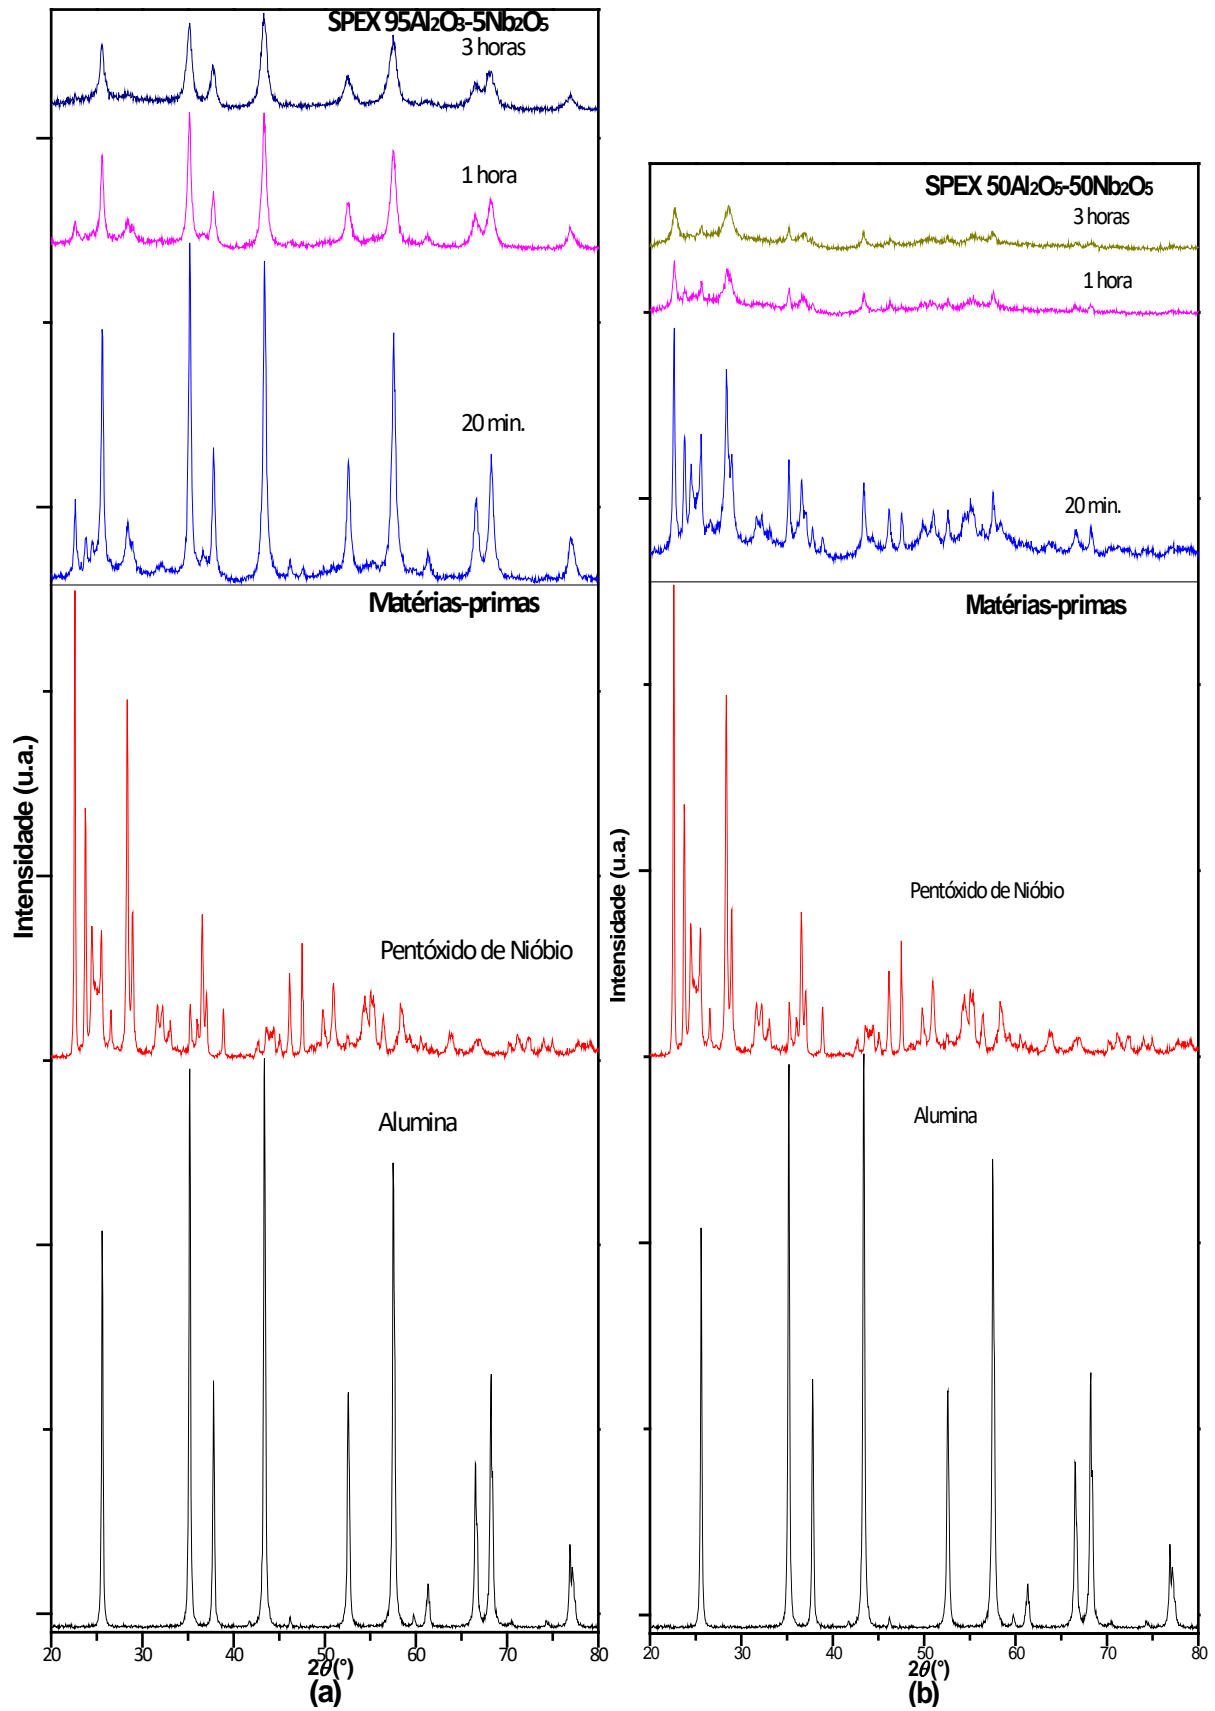 SPEX 95Al₂O₃-5Nb₂O₅
3 horas
1 hora
20 min.
Matérias-primas
Pentóxido de Nióbio
Alumina
Intensidade (u.a.)
20 30 40 50 60 70 80
2θ(°)
(a)
SPEX 50Al₂O₅-50Nb₂O₅
3 horas
1 hora
20 min.
Matérias-primas
Pentóxido de Nióbio
Alumina
Intensidade (u.a.)
20 30 40 50 60 70 80
2θ(°)
(b)